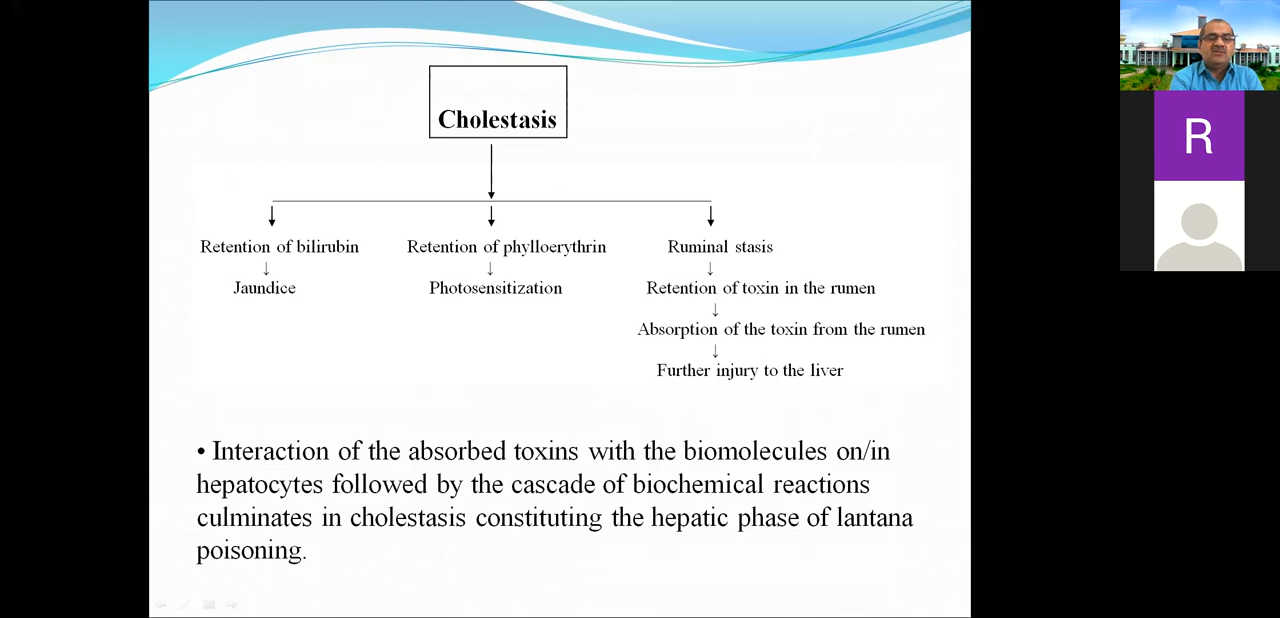 Cholestasis
Retention of bilirubin
↓
Jaundice
Retention of phylloerythrin
↓
Photosensitization
Ruminal stasis
↓
Retention of toxin in the rumen
↓
Absorption of the toxin from the rumen
↓
Further injury to the liver
• Interaction of the absorbed toxins with the biomolecules on/in
hepatocytes followed by the cascade of biochemical reactions
culminates in cholestasis constituting the hepatic phase of lantana
poisoning.
R